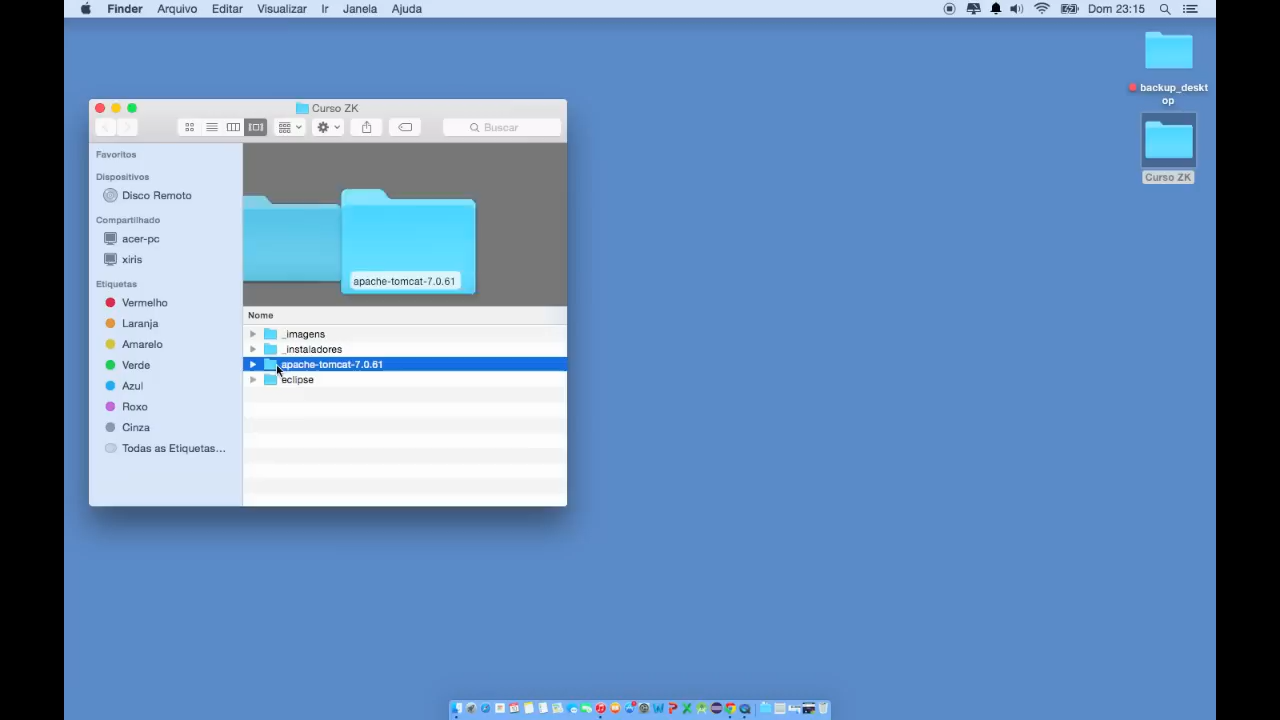 Finder Arquivo Editar Visualizar Ir Janela Ajuda Dom 23:15
backup_deskt
op
Curso ZK
Curso ZK
Buscar
Favoritos
Dispositivos
Disco Remoto
Compartilhado
acer-pc
xiris
Etiquetas
Vermelho
Laranja
Amarelo
Verde
Azul
Roxo
Cinza
Todas as Etiquetas...
apache-tomcat-7.0.61
Nome
_imagens
_instaladores
apache-tomcat-7.0.61
eclipse